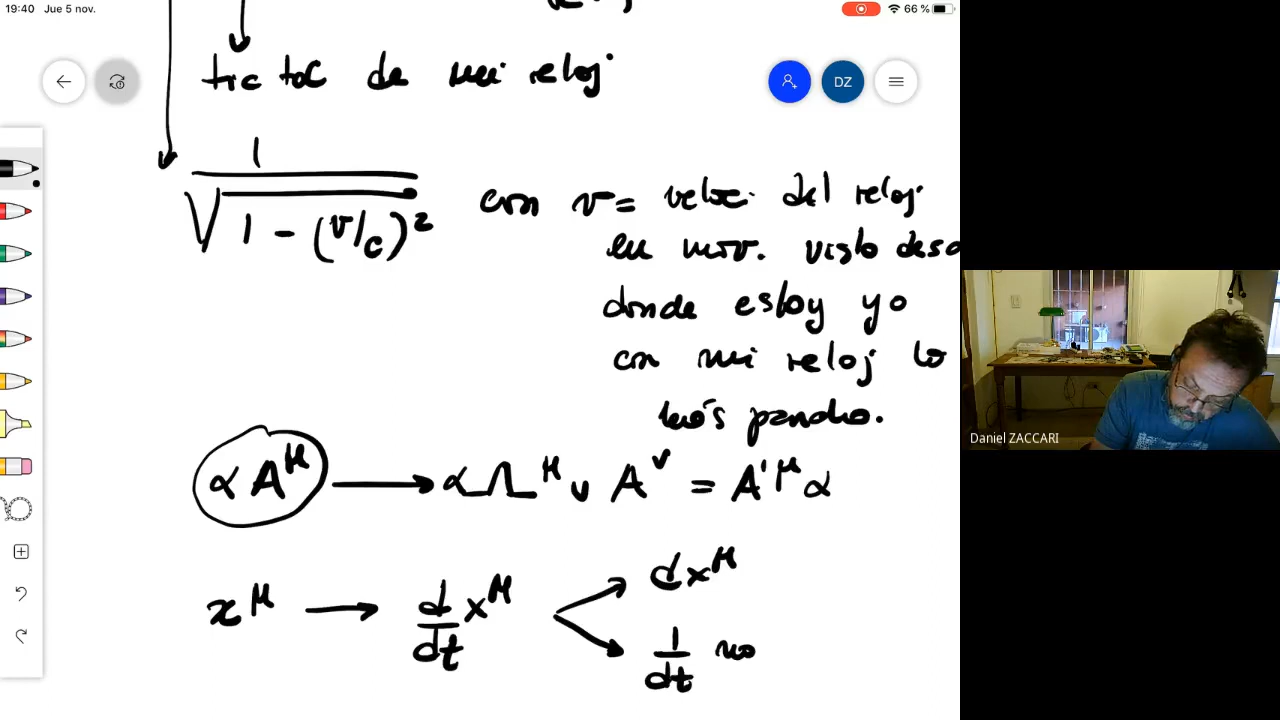 19:40 Jue 5 nov. 66 %
tic toc de mi reloj
DZ
1
√1 - (v/c)²
con v = veloc. del reloj
en mov. visto desd
donde estoy yo
con mi reloj lo
más pancho.
αA^μ → αΛ^μ_ν A^ν = A'^μ α
x^μ → d/dt x^μ
dx^μ
1/dt no
Daniel ZACCARI